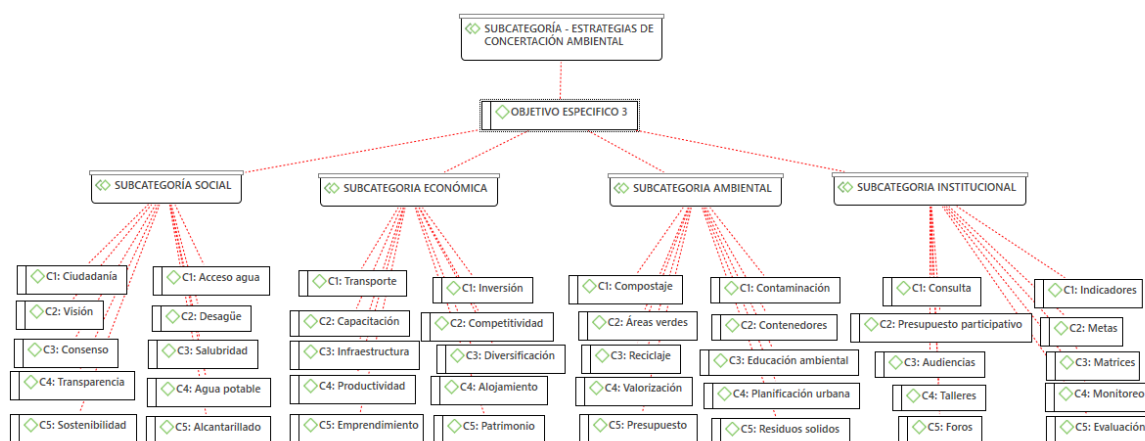 SUBCATEGORÍA - ESTRATEGIAS DE
CONCERTACIÓN AMBIENTAL
OBJETIVO ESPECIFICO 3
SUBCATEGORÍA SOCIAL
SUBCATEGORIA ECONÓMICA
SUBCATEGORIA AMBIENTAL
SUBCATEGORIA INSTITUCIONAL
C1: Ciudadanía
C2: Visión
C3: Consenso
C4: Transparencia
C5: Sostenibilidad
C1: Acceso agua
C2: Desagüe
C3: Salubridad
C4: Agua potable
C5: Alcantarillado
C1: Transporte
C2: Capacitación
C3: Infraestructura
C4: Productividad
C5: Emprendimiento
C1: Inversión
C2: Competitividad
C3: Diversificación
C4: Alojamiento
C5: Patrimonio
C1: Compostaje
C2: Áreas verdes
C3: Reciclaje
C4: Valorización
C5: Presupuesto
C1: Contaminación
C2: Contenedores
C3: Educación ambiental
C4: Planificación urbana
C5: Residuos solidos
C1: Consulta
C2: Presupuesto participativo
C3: Audiencias
C4: Talleres
C5: Foros
C1: Indicadores
C2: Metas
C3: Matrices
C4: Monitoreo
C5: Evaluación